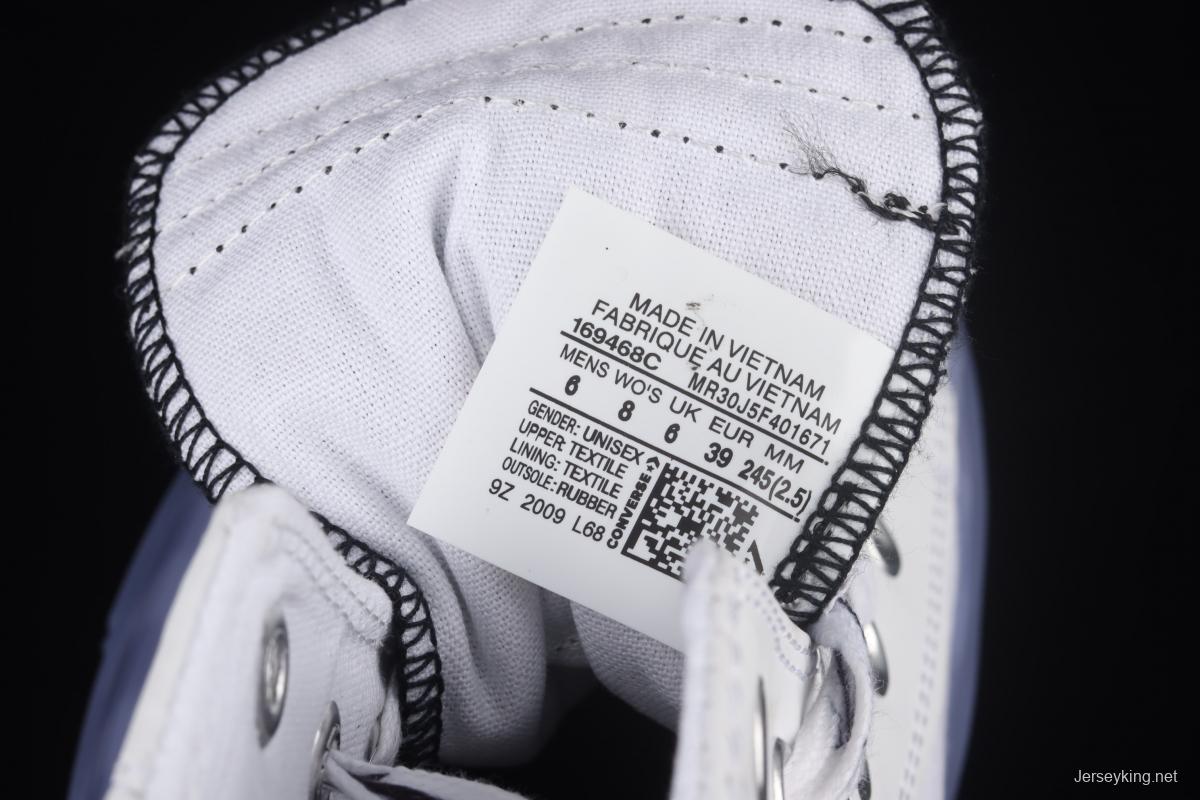 MADE IN VIETNAM
FABRIQUE AU VIETNAM
169468C MR30J5F401671
MENS WO'S UK EUR MM
6 8 6 39 245(2.5)
GENDER: UNISEX
UPPER: TEXTILE
LINING: TEXTILE
OUTSOLE: RUBBER
9Z 2009 L68
CONVERSE
Jerseyking.net